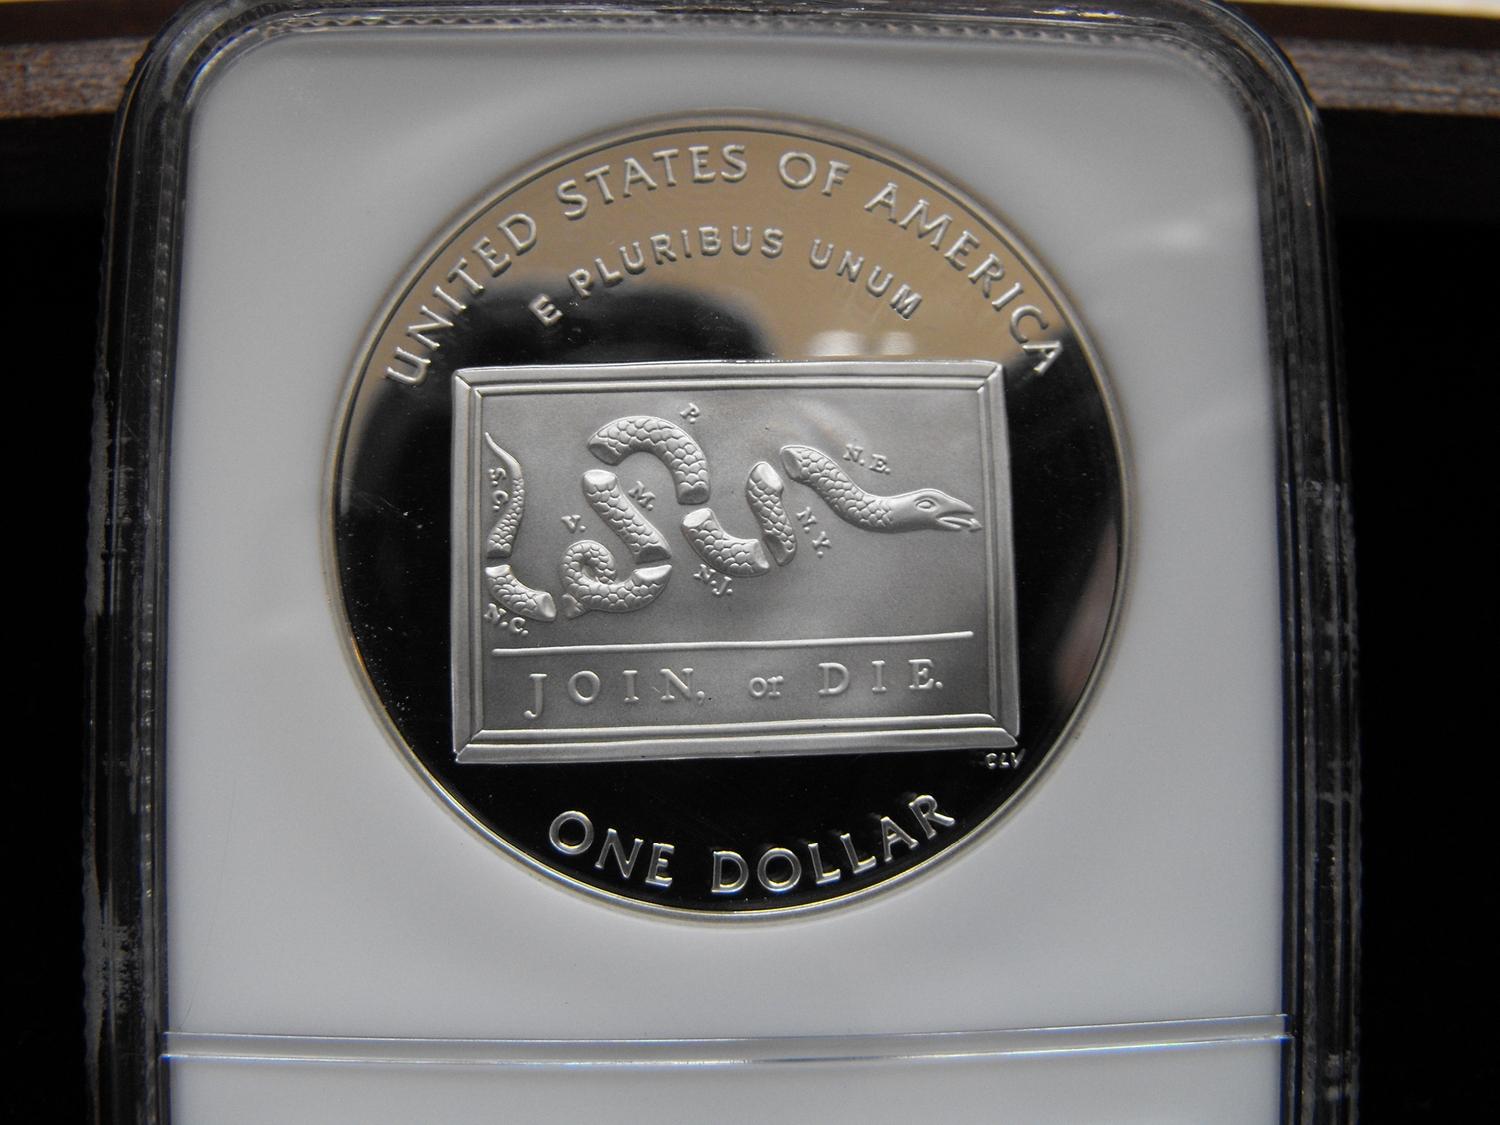 UNITED STATES OF AMERICA
E PLURIBUS UNUM
S.C.
N.C.
V.
M.
P.
N.J.
N.Y.
N.E.
JOIN, or DIE.
CLV
ONE DOLLAR